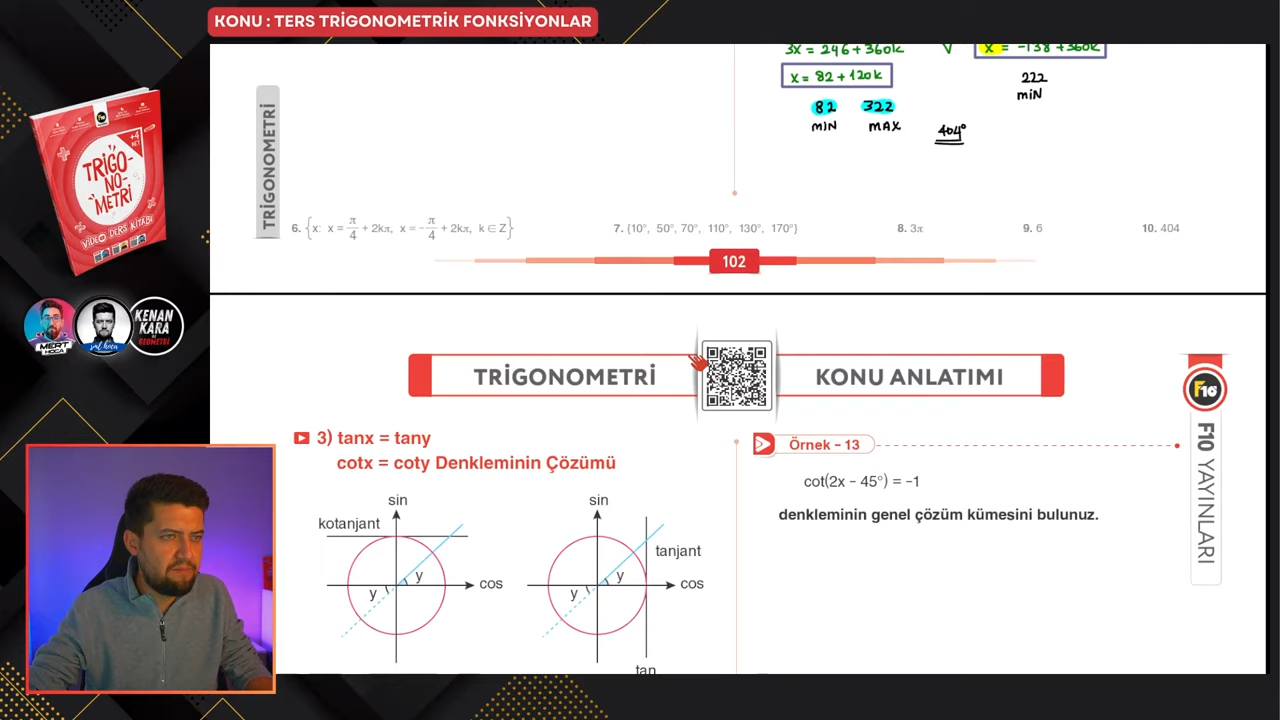 KONU : TERS TRİGONOMETRİK FONKSİYONLAR
3x = 246 + 360k V x = -138 + 360k
x = 82 + 120k
82 322 222
MİN MAX MİN
404°
TRİGONOMETRİ
6. {x: x = π/4 + 2kπ, x = -π/4 + 2kπ, k ∈ Z} 7. {10°, 50°, 70°, 110°, 130°, 170°} 8. 3π 9. 6 10. 404
102
+4 NET
TRİGO-
NO-
METRİ
VİDEO DERS KİTABI
MERT HOCA
KENAN
KARA
GEOMETRİ
TRİGONOMETRİ KONU ANLATIMI
F10
F10 YAYINLARI
3) tanx = tany
cotx = coty Denkleminin Çözümü
sin
kotanjant
y
y
cos
sin
tanjant
y
y
cos
tan
Örnek - 13
cot(2x – 45°) = –1
denkleminin genel çözüm kümesini bulunuz.